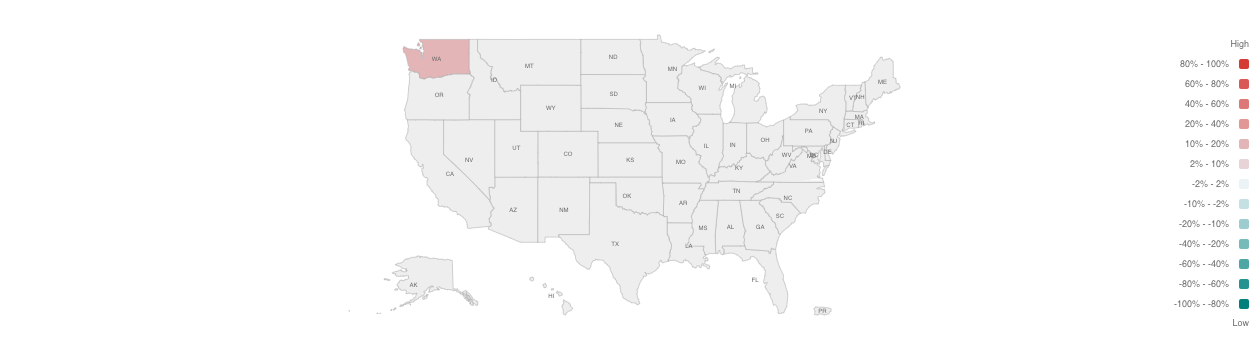 WA
MT
ND
MN
ID
OR
SD
WI
MI
ME
VT
NH
NY
MA
CT
RI
WY
IA
NE
PA
NJ
NV
UT
CO
IL
IN
OH
WV
MD
DC
DE
VA
CA
KS
MO
KY
AZ
NM
OK
AR
TN
NC
SC
MS
AL
GA
TX
LA
FL
AK
HI
PR
High
80% - 100%
60% - 80%
40% - 60%
20% - 40%
10% - 20%
2% - 10%
-2% - 2%
-10% - -2%
-20% - -10%
-40% - -20%
-60% - -40%
-80% - -60%
-100% - -80%
Low